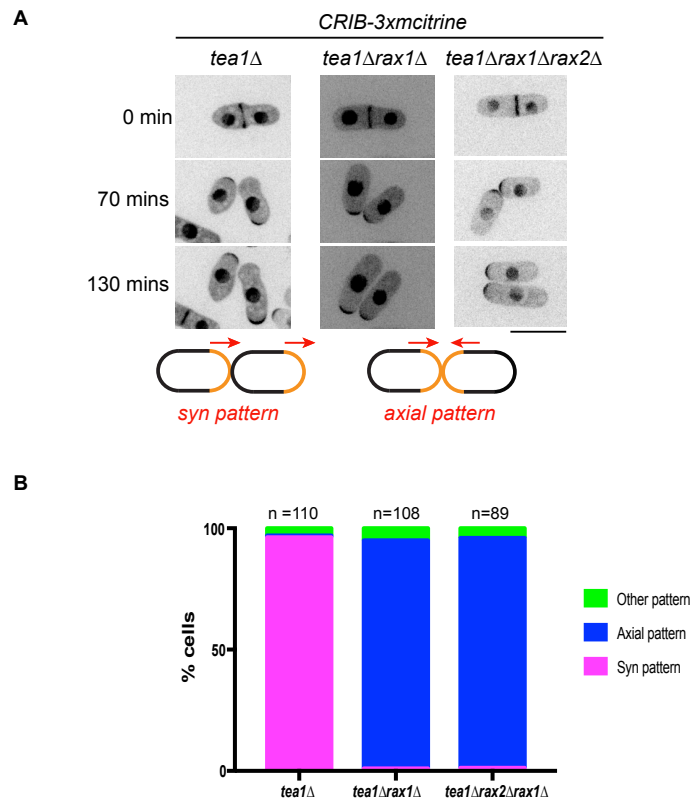 A
CRIB-3xmcitrine
tea1Δ tea1Δrax1Δ tea1Δrax1Δrax2Δ
0 min
70 mins
130 mins
syn pattern axial pattern
B
n =110 n=108 n=89
100
50
0
% cells
Other pattern
Axial pattern
Syn pattern
tea1Δ tea1Δrax1Δ tea1Δrax2Δrax1Δ